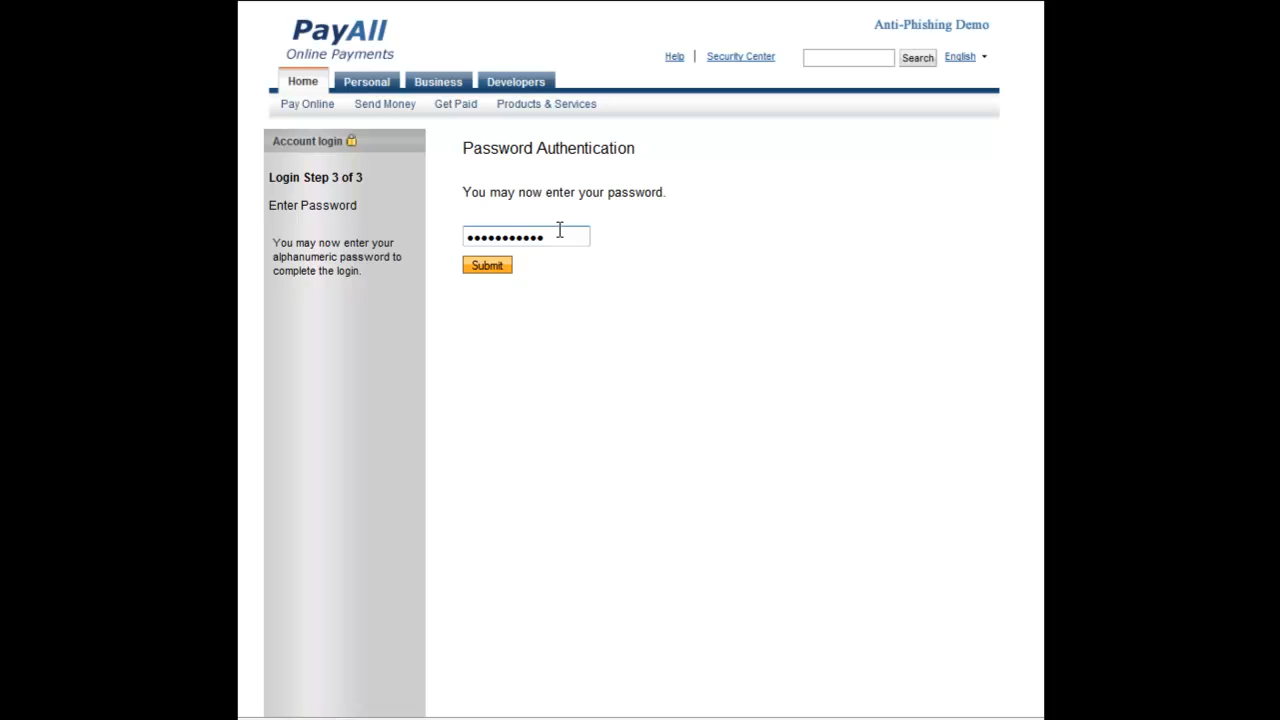 PayAll
Online Payments
Anti-Phishing Demo
Help | Security Center
Search
English
Home
Personal
Business
Developers
Pay Online
Send Money
Get Paid
Products & Services
Account login
Login Step 3 of 3
Enter Password
You may now enter your
alphanumeric password to
complete the login.
Password Authentication
You may now enter your password.
•••••••••••
Submit